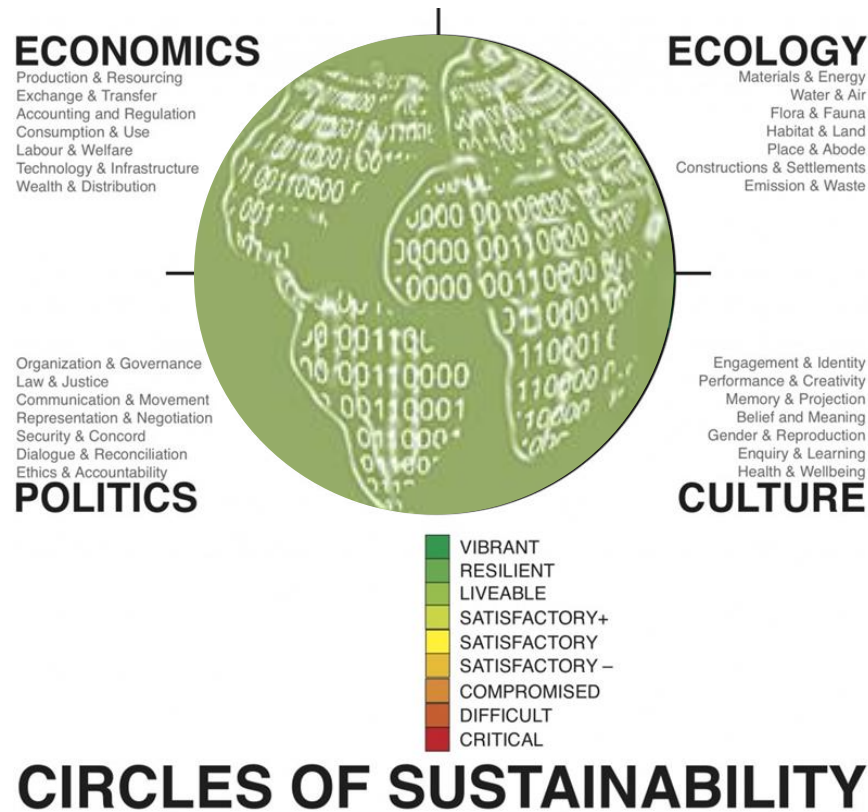 ECONOMICS
Production & Resourcing
Exchange & Transfer
Accounting and Regulation
Consumption & Use
Labour & Welfare
Technology & Infrastructure
Wealth & Distribution
ECOLOGY
Materials & Energy
Water & Air
Flora & Fauna
Habitat & Land
Place & Abode
Constructions & Settlements
Emission & Waste
Organization & Governance
Law & Justice
Communication & Movement
Representation & Negotiation
Security & Concord
Dialogue & Reconciliation
Ethics & Accountability
POLITICS
Engagement & Identity
Performance & Creativity
Memory & Projection
Belief and Meaning
Gender & Reproduction
Enquiry & Learning
Health & Wellbeing
CULTURE
VIBRANT
RESILIENT
LIVEABLE
SATISFACTORY+
SATISFACTORY
SATISFACTORY –
COMPROMISED
DIFFICULT
CRITICAL
CIRCLES OF SUSTAINABILITY